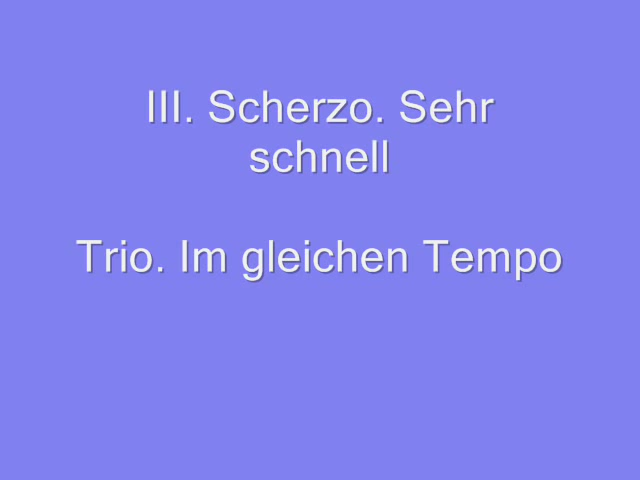 III. Scherzo. Sehr
schnell
Trio. Im gleichen Tempo